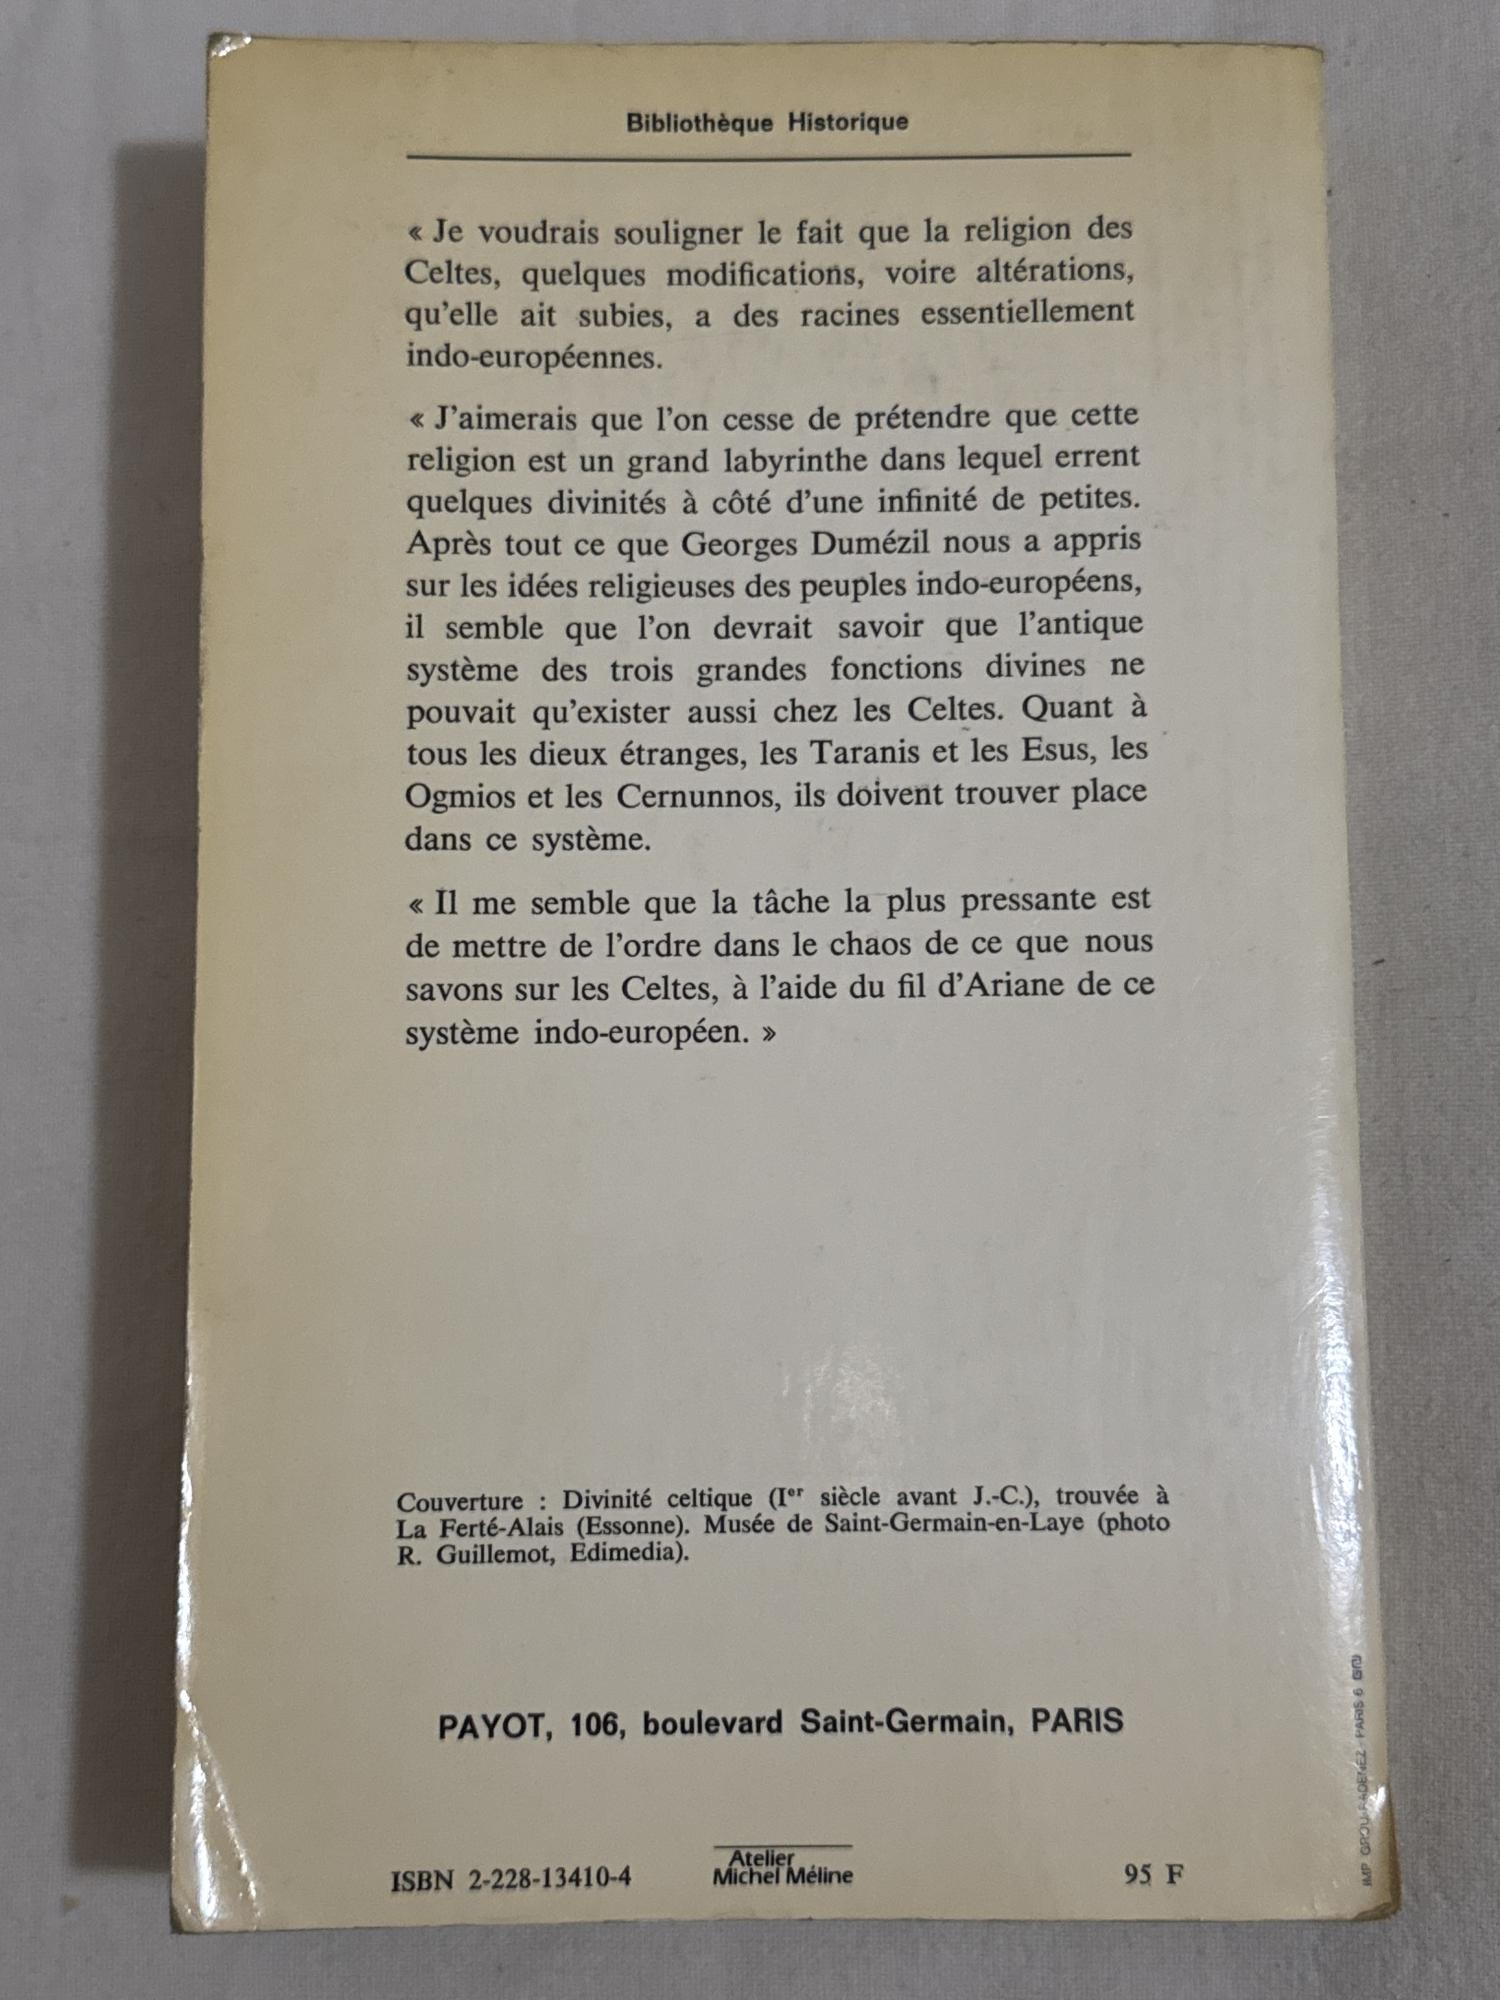 Bibliothèque Historique
« Je voudrais souligner le fait que la religion des
Celtes, quelques modifications, voire altérations,
qu'elle ait subies, a des racines essentiellement
indo-européennes.
« J'aimerais que l'on cesse de prétendre que cette
religion est un grand labyrinthe dans lequel errent
quelques divinités à côté d'une infinité de petites.
Après tout ce que Georges Dumézil nous a appris
sur les idées religieuses des peuples indo-européens,
il semble que l'on devrait savoir que l'antique
système des trois grandes fonctions divines ne
pouvait qu'exister aussi chez les Celtes. Quant à
tous les dieux étranges, les Taranis et les Esus, les
Ogmios et les Cernunnos, ils doivent trouver place
dans ce système.
« Il me semble que la tâche la plus pressante est
de mettre de l'ordre dans le chaos de ce que nous
savons sur les Celtes, à l'aide du fil d'Ariane de ce
système indo-européen. »
Couverture : Divinité celtique (Ier siècle avant J.-C.), trouvée à
La Ferté-Alais (Essonne). Musée de Saint-Germain-en-Laye (photo
R. Guillemot, Edimedia).
PAYOT, 106, boulevard Saint-Germain, PARIS
ISBN 2-228-13410-4
Atelier
Michel Méline
95 F
IMP GROU-RADENEZ - PARIS 6